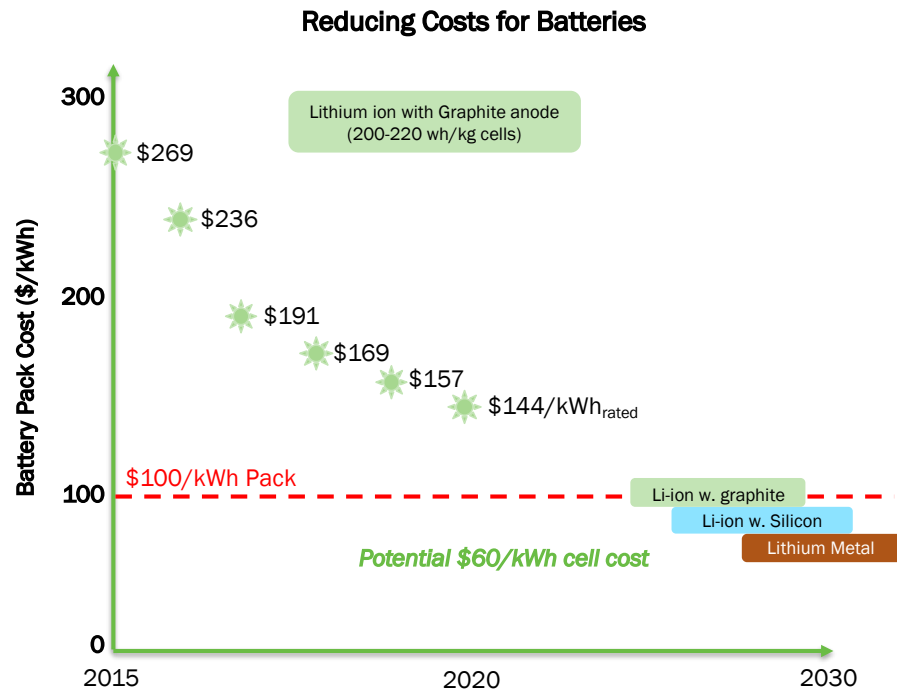 Reducing Costs for Batteries
300
Lithium ion with Graphite anode
(200-220 wh/kg cells)
$269
$236
Battery Pack Cost ($/kWh)
200
$191
$169
$157
$144/kWhrated
$100/kWh Pack
100
Li-ion w. graphite
Li-ion w. Silicon
Lithium Metal
Potential $60/kWh cell cost
0
2015
2020
2030